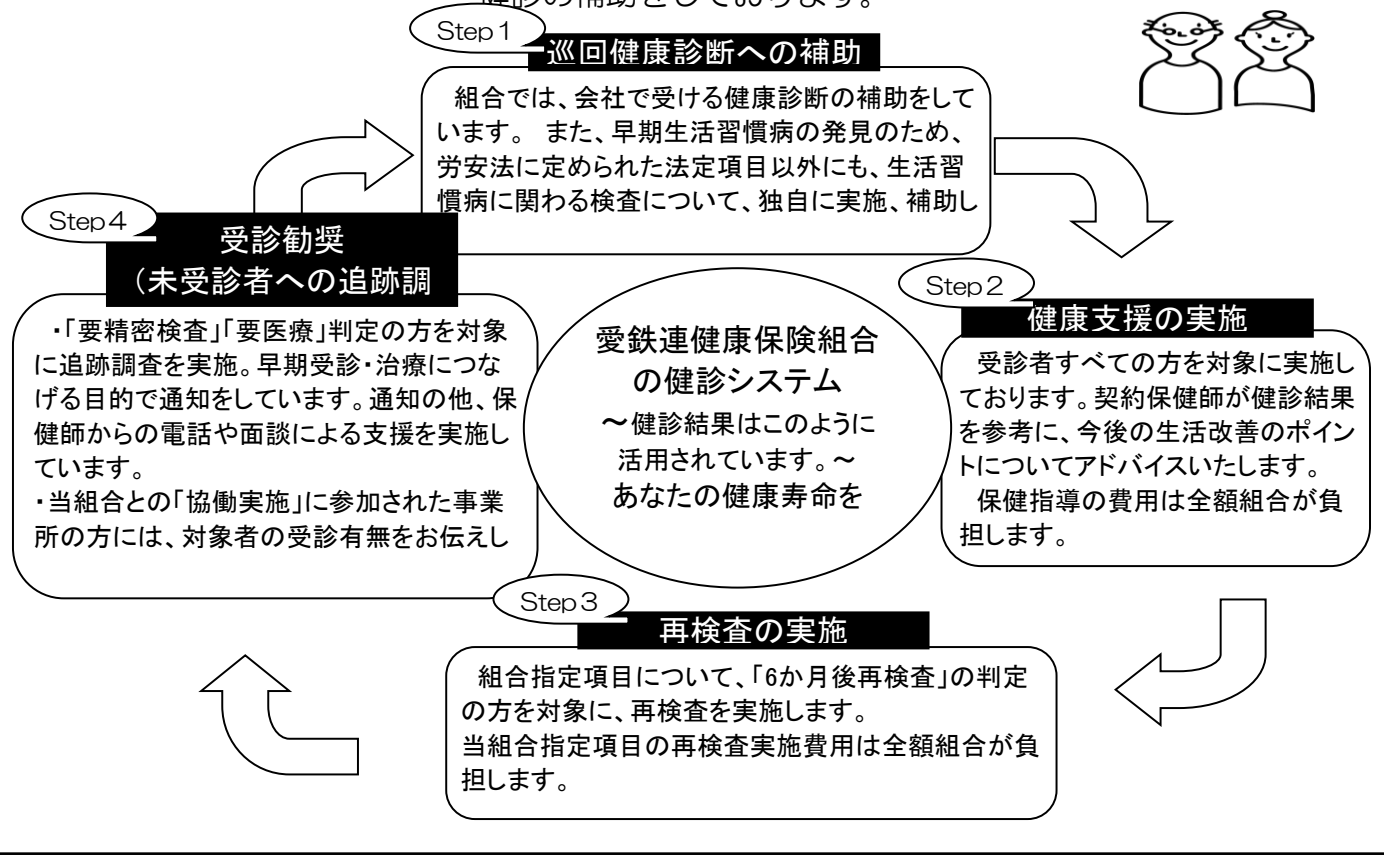 健診の補助をしております。
Step1
巡回健康診断への補助
組合では、会社で受ける健康診断の補助をして
います。 また、早期生活習慣病の発見のため、
労安法に定められた法定項目以外にも、生活習
慣病に関わる検査について、独自に実施、補助し
Step2
健康支援の実施
受診者すべての方を対象に実施し
ております。契約保健師が健診結果
を参考に、今後の生活改善のポイン
トについてアドバイスいたします。
保健指導の費用は全額組合が負
担します。
Step3
再検査の実施
組合指定項目について、「6か月後再検査」の判定
の方を対象に、再検査を実施します。
当組合指定項目の再検査実施費用は全額組合が負
担します。
Step4
受診勧奨
（未受診者への追跡調
・「要精密検査」「要医療」判定の方を対象
に追跡調査を実施。早期受診・治療につな
げる目的で通知をしています。通知の他、保
健師からの電話や面談による支援を実施し
ています。
・当組合との「協働実施」に参加された事業
所の方には、対象者の受診有無をお伝えし
愛鉄連健康保険組合
の健診システム
～健診結果はこのように
活用されています。～
あなたの健康寿命を